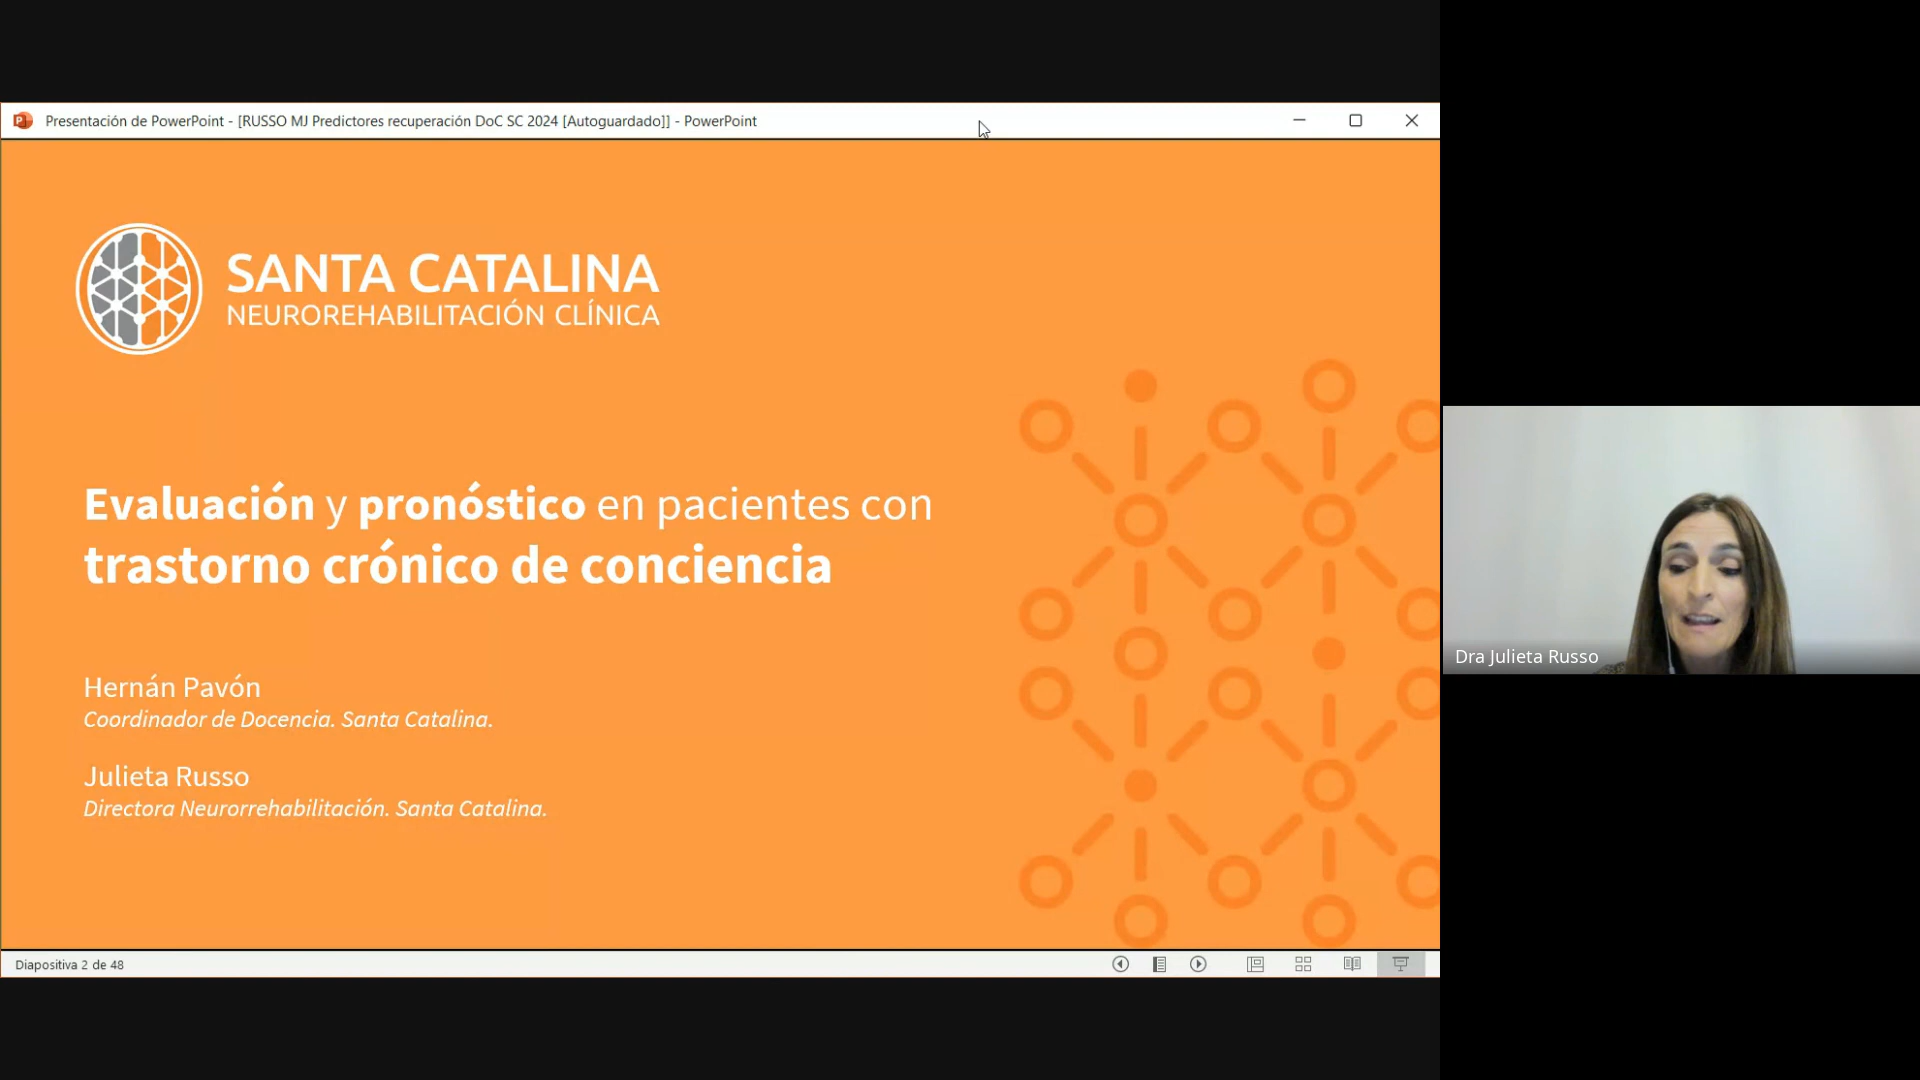 Presentación de PowerPoint - [RUSSO MJ Predictores recuperación DoC SC 2024 [Autoguardado]] - PowerPoint
SANTA CATALINA
NEUROREHABILITACIÓN CLÍNICA
Evaluación y pronóstico en pacientes con
trastorno crónico de conciencia
Hernán Pavón
Coordinador de Docencia. Santa Catalina.
Julieta Russo
Directora Neurorrehabilitación. Santa Catalina.
Dra Julieta Russo
Diapositiva 2 de 48